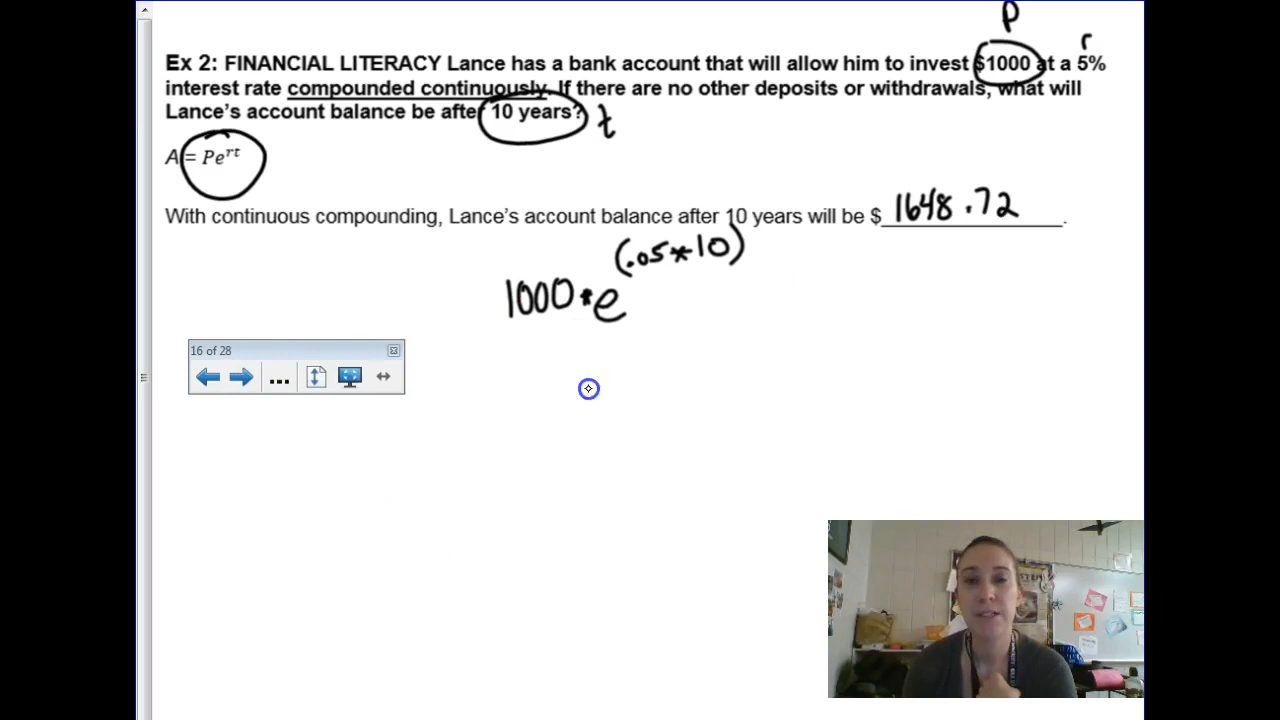 P
r
Ex 2: FINANCIAL LITERACY Lance has a bank account that will allow him to invest $1000 at a 5%
interest rate compounded continuously. If there are no other deposits or withdrawals, what will
Lance's account balance be after 10 years? t
A = Pe^{rt}
With continuous compounding, Lance's account balance after 10 years will be $ 1648.72.
(.05*10)
1000*e
16 of 28
...